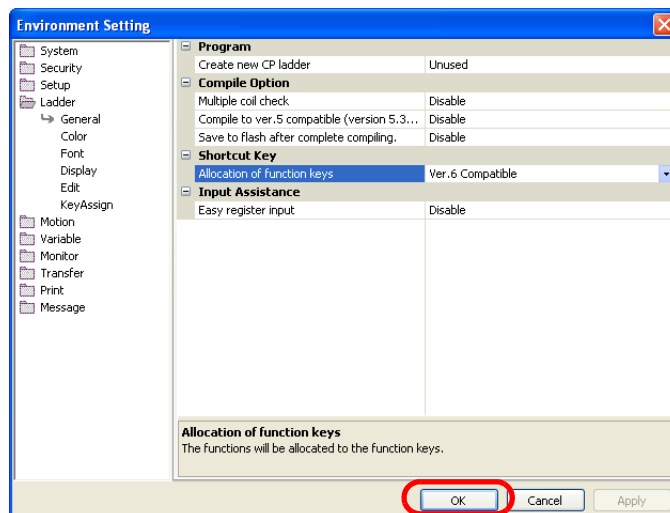 Environment Setting
System
Security
Setup
Ladder
General
Color
Font
Display
Edit
KeyAssign
Motion
Variable
Monitor
Transfer
Print
Message
Program
Create new CP ladder Unused
Compile Option
Multiple coil check Disable
Compile to ver.5 compatible (version 5.3... Disable
Save to flash after complete compiling. Disable
Shortcut Key
Allocation of function keys Ver.6 Compatible
Input Assistance
Easy register input Disable
Allocation of function keys
The functions will be allocated to the function keys.
OK Cancel Apply